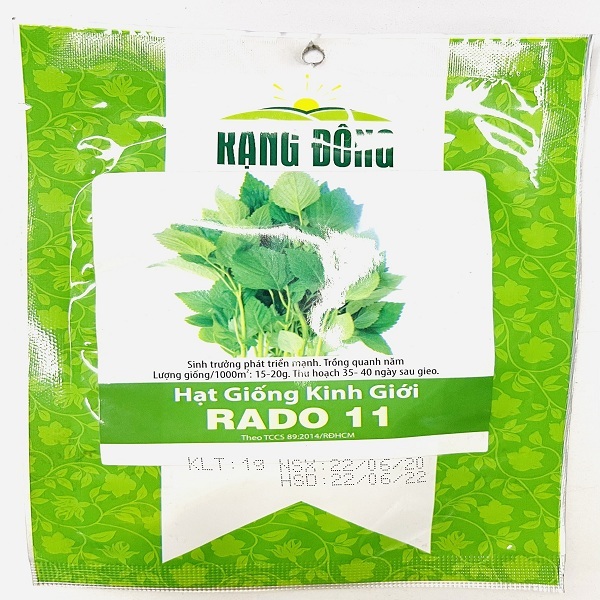 RẠNG ĐÔNG
Sinh trưởng phát triển mạnh. Trồng quanh năm
Lượng giống/1000m²: 15-20g. Thu hoạch 35- 40 ngày sau gieo.
Hạt Giống Kinh Giới
RADO 11
Theo TCCS 89:2014/RĐHCM
KLT:1g NSX:22/06/20
HSD:22/06/22